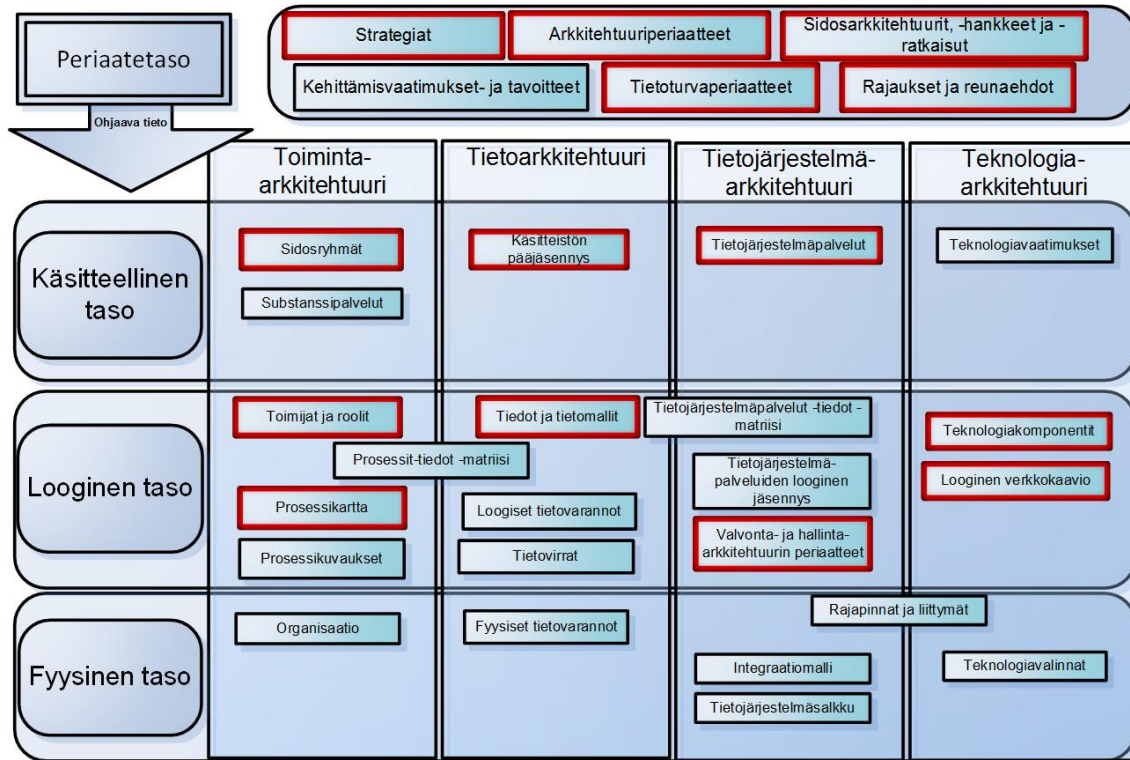 Periaatetaso
Ohjaava tieto
Strategiat
Arkkitehtuuriperiaatteet
Sidosarkkitehtuurit, -hankkeet ja -
ratkaisut
Kehittämisvaatimukset- ja tavoitteet
Tietoturvaperiaatteet
Rajaukset ja reunaehdot
Toiminta-
arkkitehtuuri
Tietoarkkitehtuuri
Tietojärjestelmä-
arkkitehtuuri
Teknologia-
arkkitehtuuri
Käsitteellinen
taso
Sidosryhmät
Substanssipalvelut
Käsitteistön
pääjäsennys
Tietojärjestelmäpalvelut
Teknologiavaatimukset
Looginen taso
Toimijat ja roolit
Prosessit-tiedot -matriisi
Prosessikartta
Prosessikuvaukset
Tiedot ja tietomallit
Loogiset tietovarannot
Tietovirrat
Tietojärjestelmäpalvelut -tiedot -
matriisi
Tietojärjestelmä-
palveluiden looginen
jäsennys
Valvonta- ja hallinta-
arkkitehtuurin periaatteet
Teknologiakomponentit
Looginen verkkokaavio
Fyysinen taso
Organisaatio
Fyysiset tietovarannot
Rajapinnat ja liittymät
Integraatiomalli
Tietojärjestelmäsalkku
Teknologiavalinnat